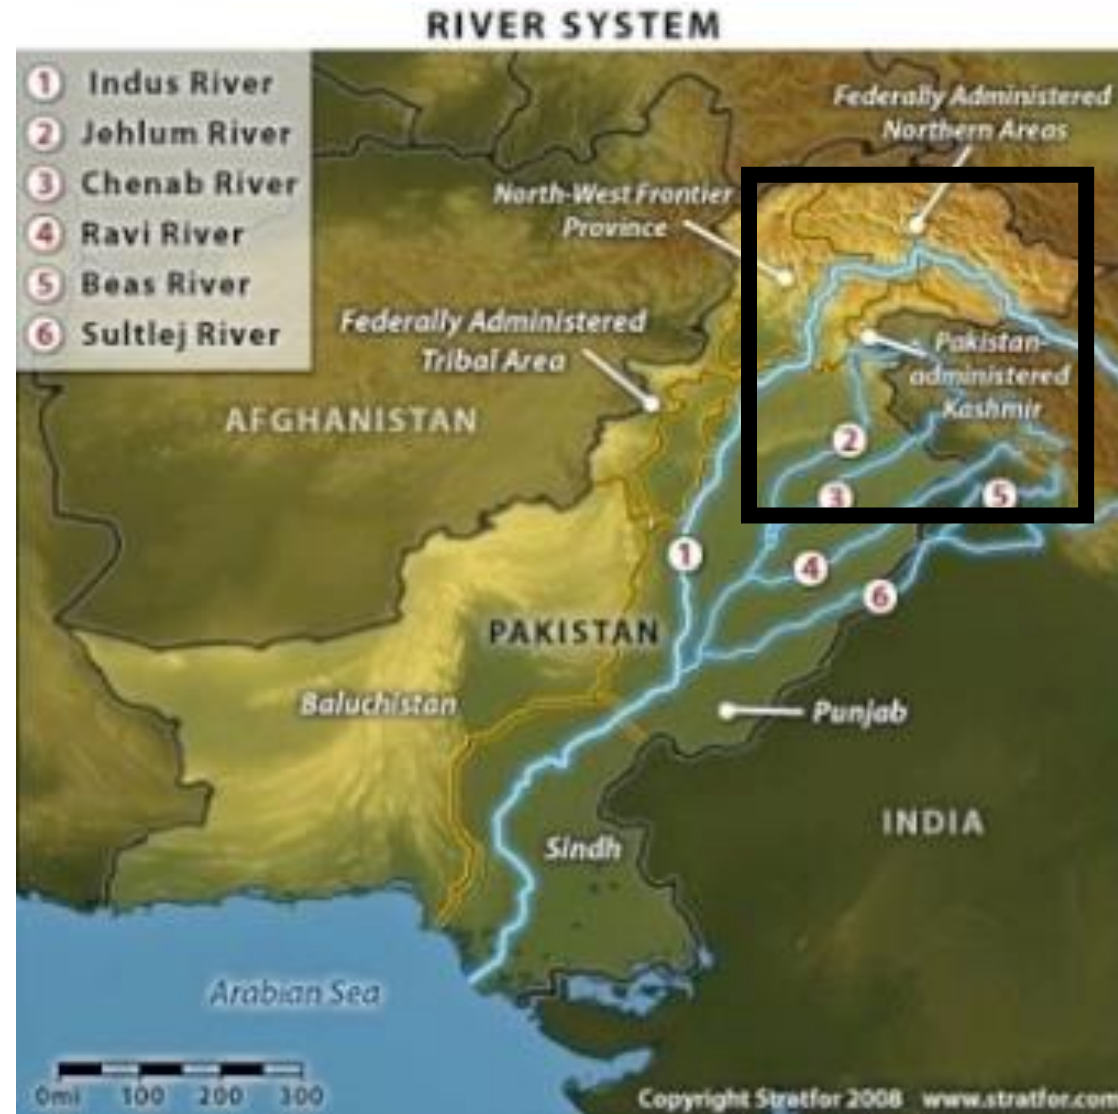 RIVER SYSTEM
1 Indus River
2 Jehlum River
3 Chenab River
4 Ravi River
5 Beas River
6 Sultlej River
Federally Administered
Northern Areas
North-West Frontier
Province
Federally Administered
Tribal Area
Pakistan-
administered
Kashmir
AFGHANISTAN
2
3
5
1
4
6
PAKISTAN
Baluchistan
Punjab
INDIA
Sindh
Arabian Sea
0mi 100 200 300
Copyright Stratfor 2008 www.stratfor.com